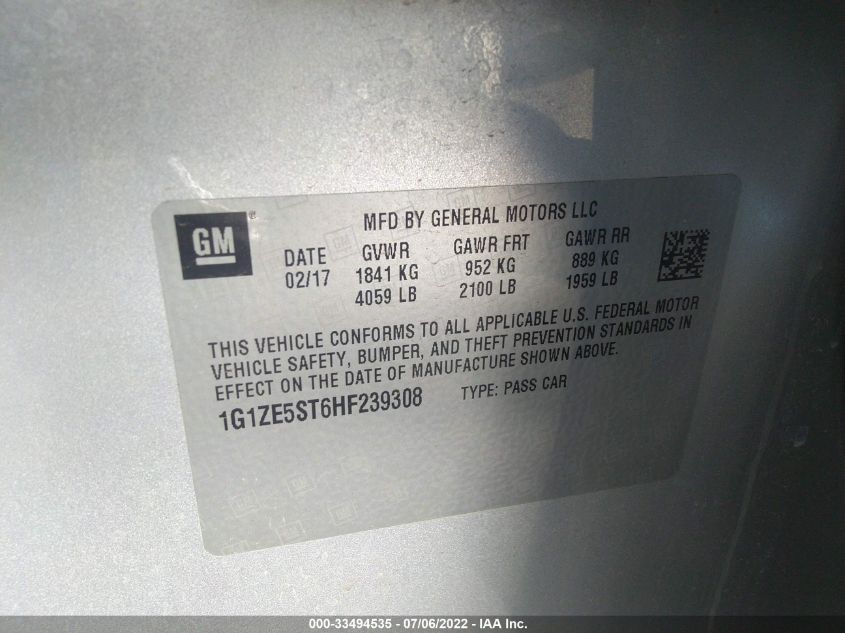 GM ®
MFD BY GENERAL MOTORS LLC
DATE GVWR GAWR FRT GAWR RR
02/17 1841 KG 952 KG 889 KG
4059 LB 2100 LB 1959 LB
THIS VEHICLE CONFORMS TO ALL APPLICABLE U.S. FEDERAL MOTOR
VEHICLE SAFETY, BUMPER, AND THEFT PREVENTION STANDARDS IN
EFFECT ON THE DATE OF MANUFACTURE SHOWN ABOVE.
1G1ZE5ST6HF239308 TYPE: PASS CAR
000-33494535 - 07/06/2022 - IAA Inc.